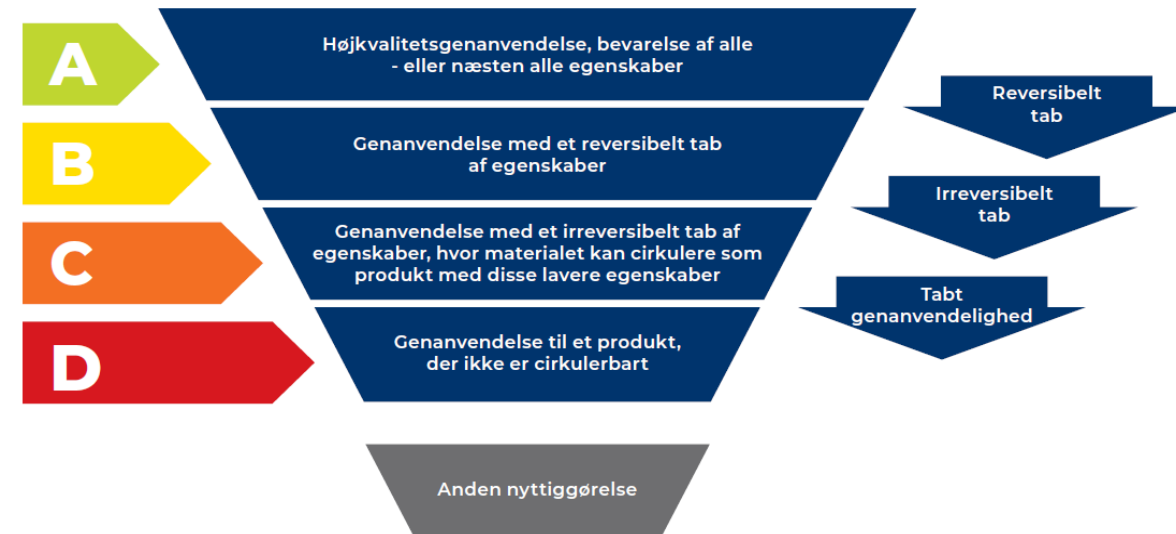 A
Højkvalitetsgenanvendelse, bevarelse af alle
- eller næsten alle egenskaber
Reversibelt
tab
B
Genanvendelse med et reversibelt tab
af egenskaber
Irreversibelt
tab
C
Genanvendelse med et irreversibelt tab af
egenskaber, hvor materialet kan cirkulere som
produkt med disse lavere egenskaber
Tabt
genanvendelighed
D
Genanvendelse til et produkt,
der ikke er cirkulerbart
Anden nyttiggørelse